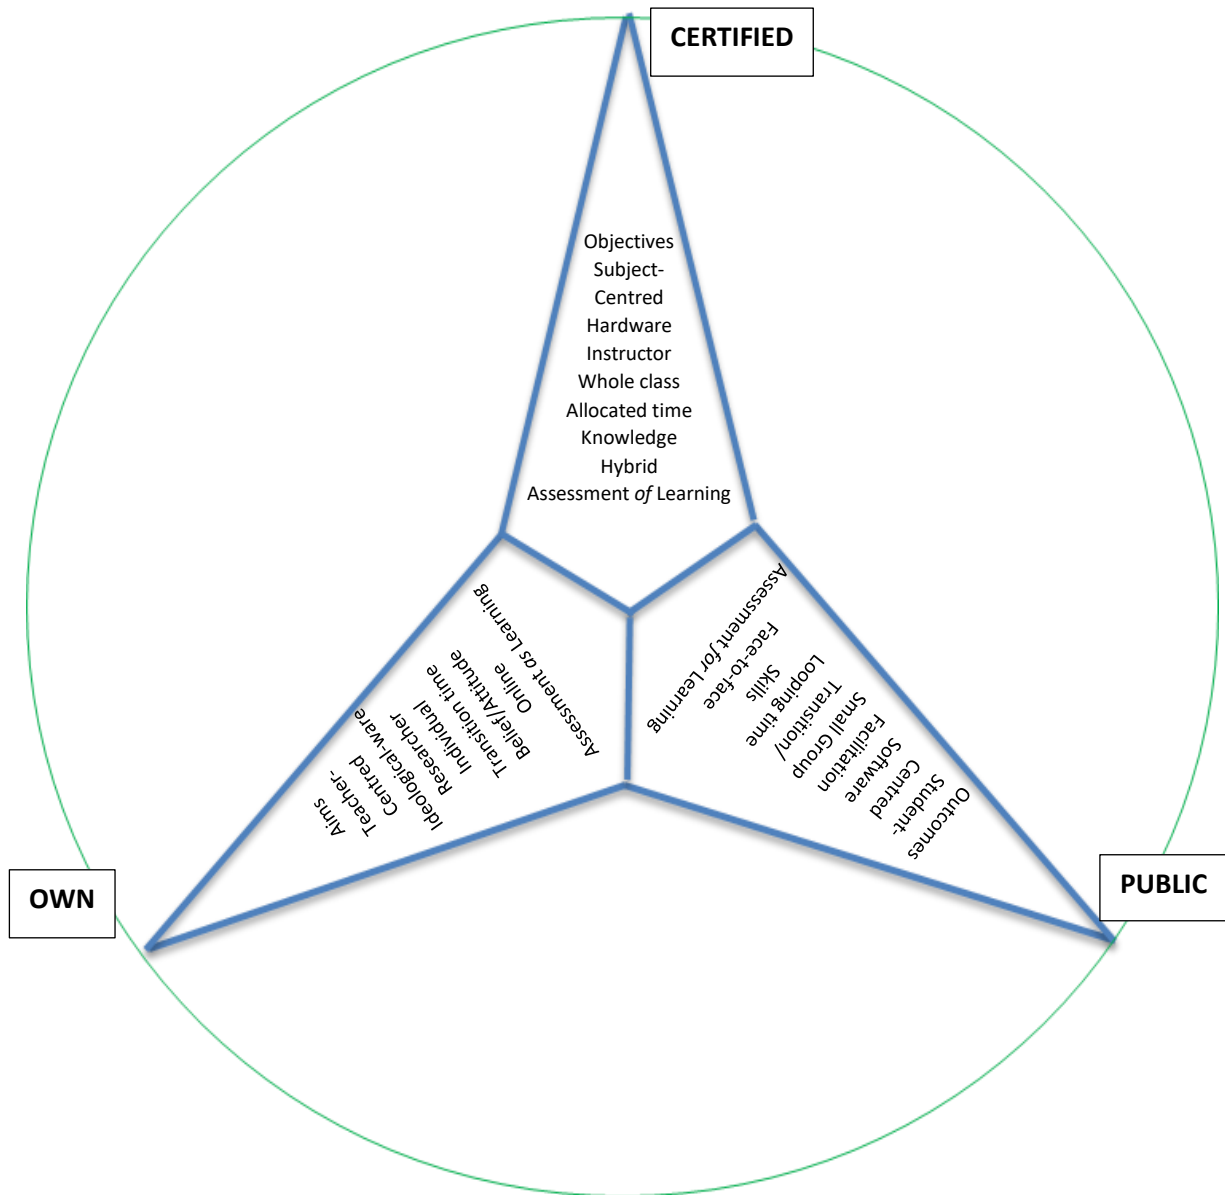 CERTIFIED
Objectives
Subject-
Centred
Hardware
Instructor
Whole class
Allocated time
Knowledge
Hybrid
Assessment of Learning
OWN
Aims
Teacher-
Centred
Ideological-ware
Researcher
Individual
Transition time
Belief/Attitude
Online
Assessment as Learning
PUBLIC
Outcomes
Student-
Centred
Software
Facilitation
Small Group
Transition/
Looping time
Skills
Face-to-face
Assessment for Learning